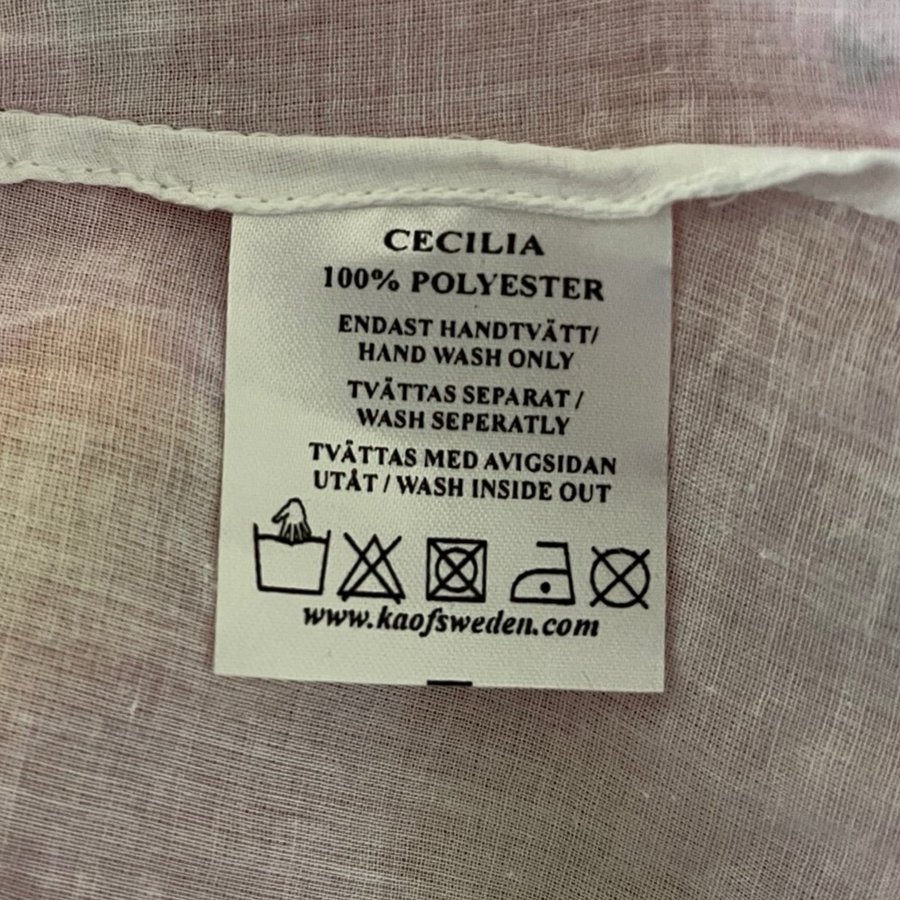 CECILIA
100% POLYESTER
ENDAST HANDTVÄTT/
HAND WASH ONLY
TVÄTTAS SEPARAT /
WASH SEPERATLY
TVÄTTAS MED AVIGSIDAN
UTÅT / WASH INSIDE OUT
www.kaofsweden.com